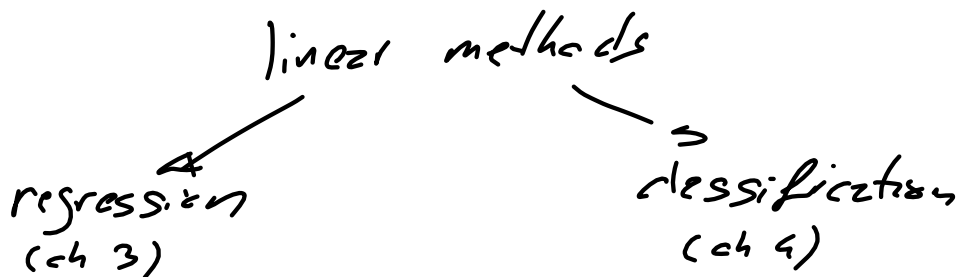 linear methods
regression classification
(ch 3) (ch 4)